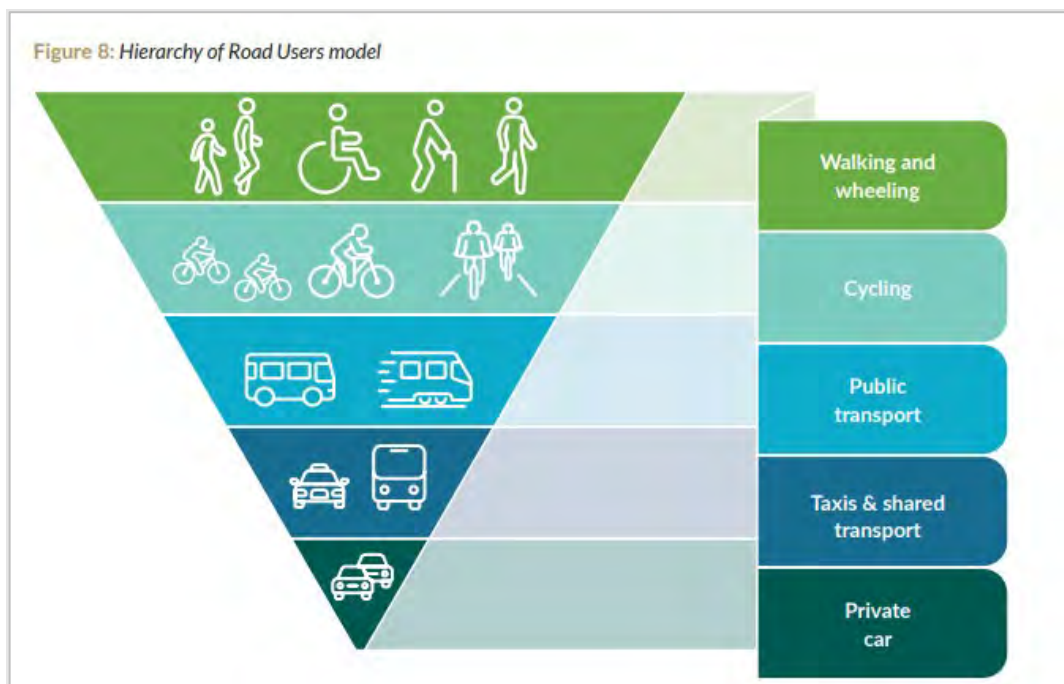 Figure 8: Hierarchy of Road Users model
Walking and
wheeling
Cycling
Public
transport
Taxis & shared
transport
Private
car